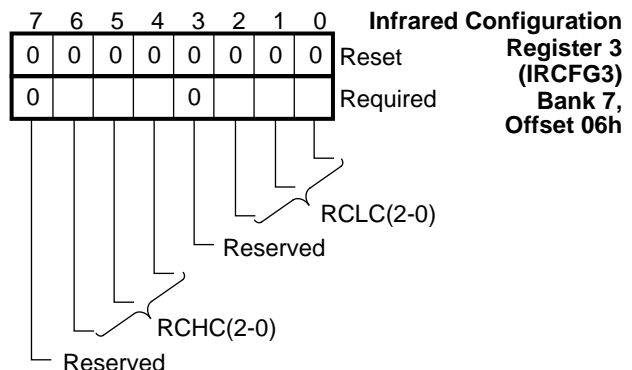 7 6 5 4 3 2 1 0
Infrared Configuration
Register 3
(IRCFG3)
Bank 7,
Offset 06h
0 0 0 0 0 0 0 0 Reset
0 0 Required
RCLC(2-0)
Reserved
RCHC(2-0)
Reserved